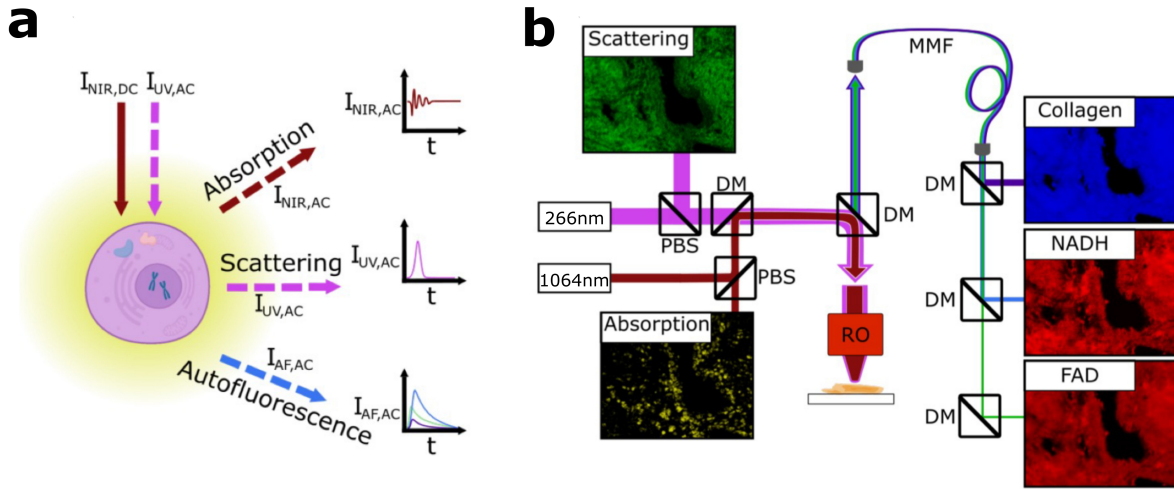 a
I_NIR,DC I_UV,AC
Absorption
I_NIR,AC
I_NIR,AC
t
Scattering
I_UV,AC
I_UV,AC
t
I_AF,AC
Autofluorescence
I_AF,AC
t
b
Scattering
MMF
Collagen
DM
DM
DM
266nm
PBS
1064nm
PBS
NADH
DM
Absorption
RO
FAD
DM